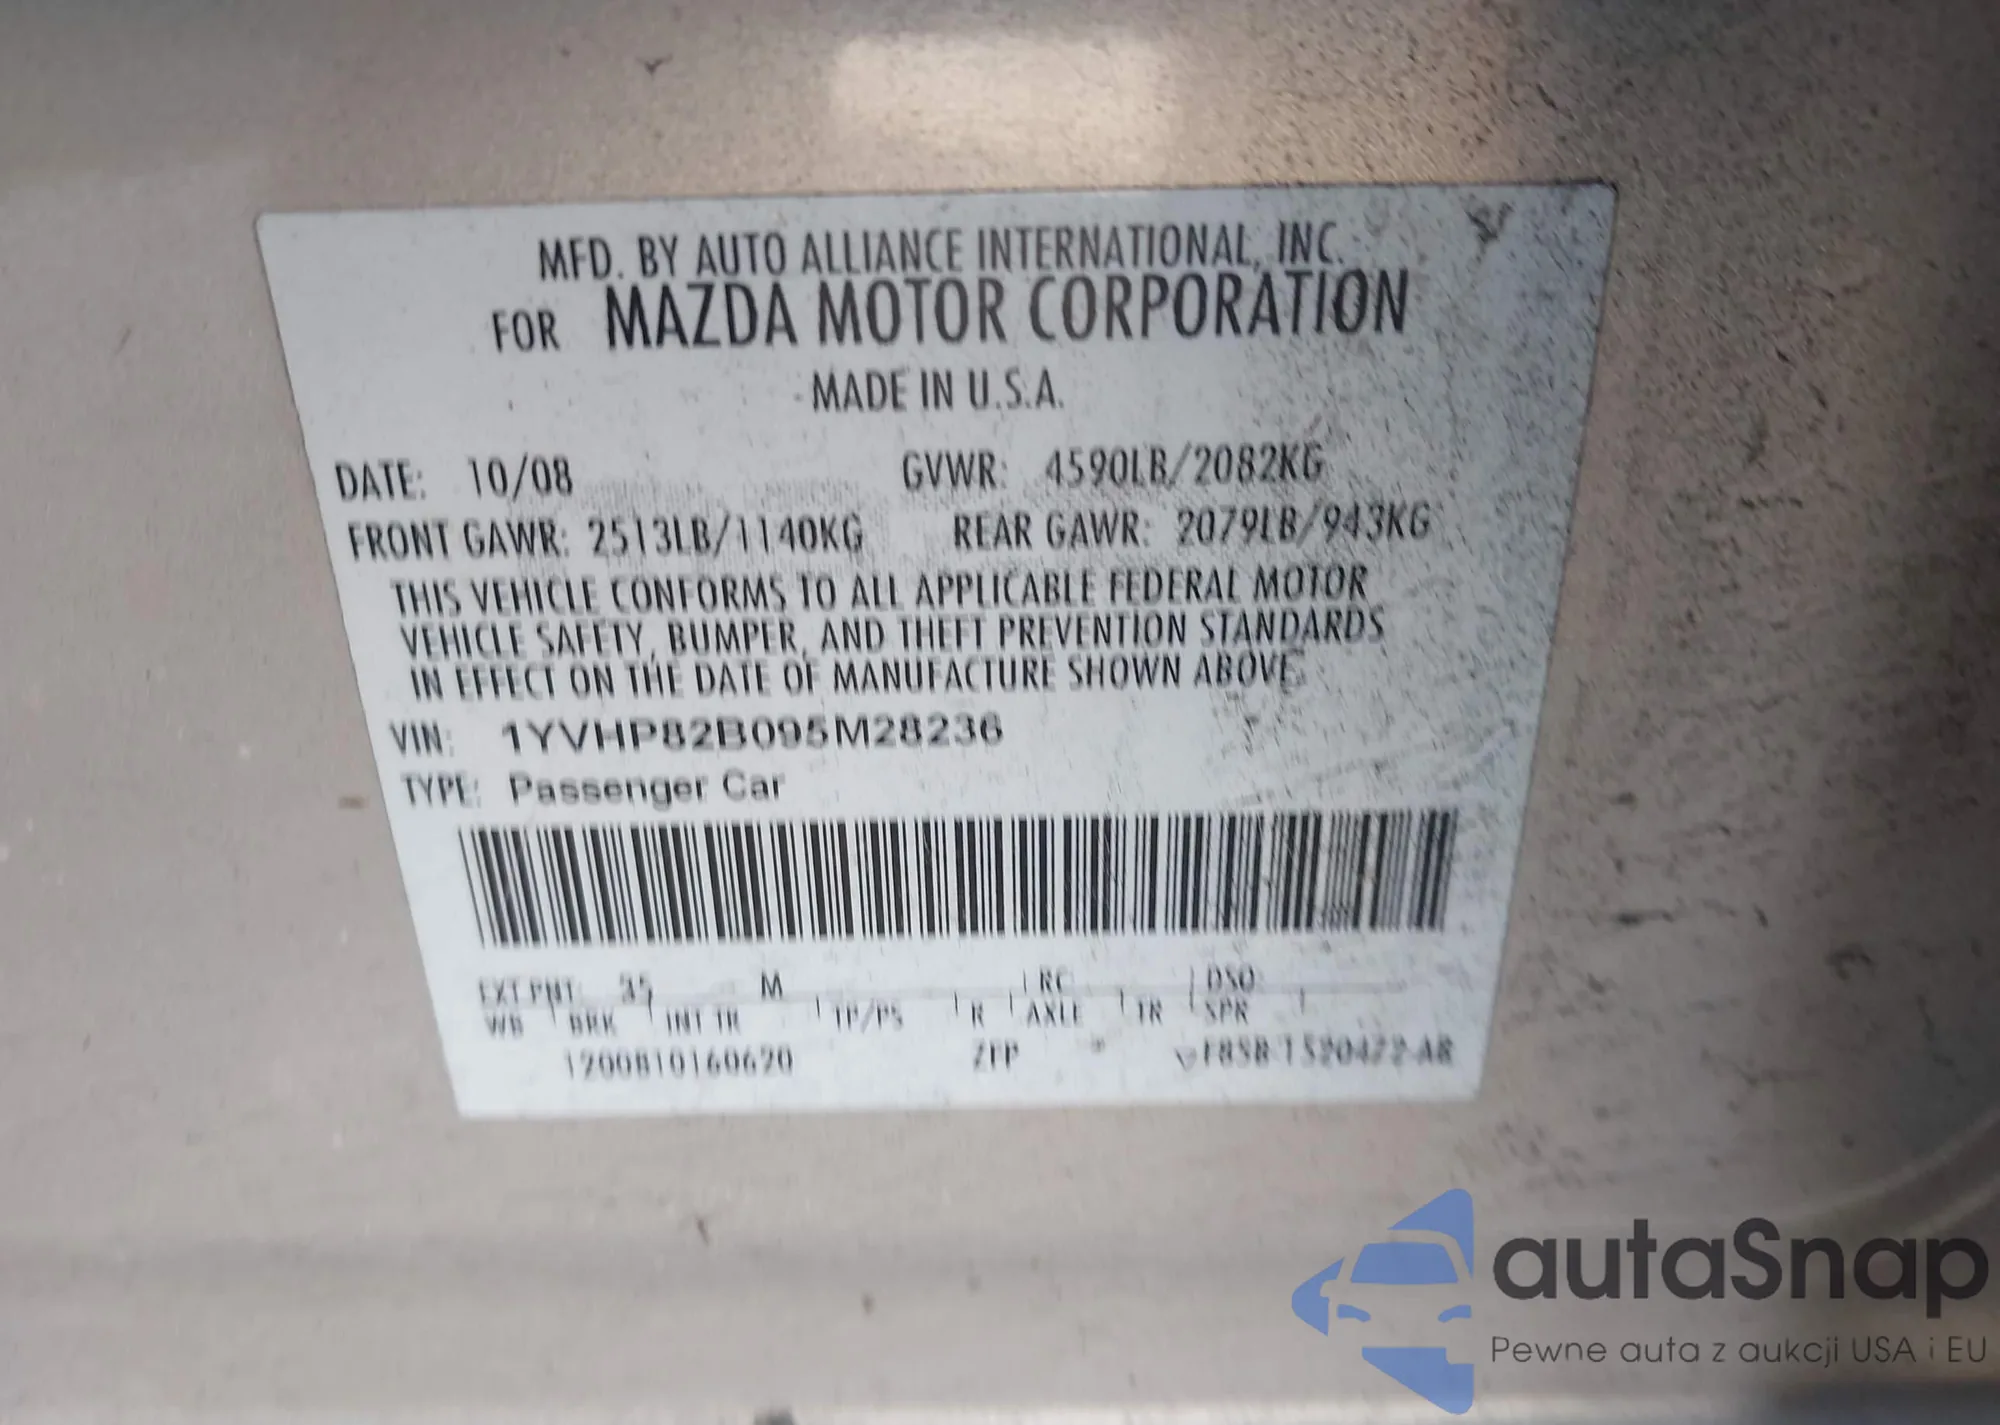 MFD. BY AUTO ALLIANCE INTERNATIONAL, INC.
FOR MAZDA MOTOR CORPORATION
MADE IN U.S.A.
DATE: 10/08 GVWR: 4590LB/2082KG
FRONT GAWR: 2513LB/1140KG REAR GAWR: 2079LB/943KG
THIS VEHICLE CONFORMS TO ALL APPLICABLE FEDERAL MOTOR
VEHICLE SAFETY, BUMPER, AND THEFT PREVENTION STANDARDS
IN EFFECT ON THE DATE OF MANUFACTURE SHOWN ABOVE.
VIN: 1YVHP82B095M28236
TYPE: Passenger Car
EXT PNT: 35 M RC: DSO:
WB BRK INT TR TP/PS R AXLE TR SPR
120081016062​0 ZFP
autaSnap
Pewne auta z aukcji USA i EU